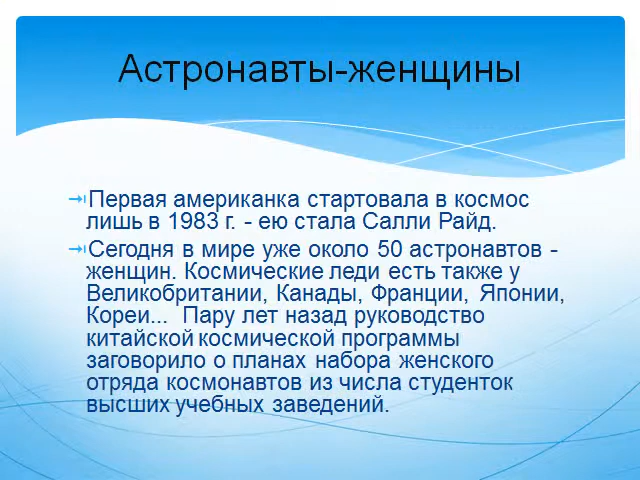 Астронавты-женщины
Первая американка стартовала в космос
лишь в 1983 г. - ею стала Салли Райд.
Сегодня в мире уже около 50 астронавтов -
женщин. Космические леди есть также у
Великобритании, Канады, Франции, Японии,
Кореи... Пару лет назад руководство
китайской космической программы
заговорило о планах набора женского
отряда космонавтов из числа студенток
высших учебных заведений.